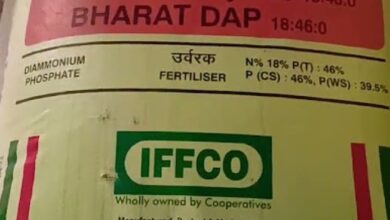 BHARAT DAP 18:46:0
DIAMMONIUM PHOSPHATE
उर्वरक
FERTILISER
N% 18% P(T) : 46%
P (CS) : 46%, P(WS) : 39.5%
IFFCO
Wholly owned by Cooperatives